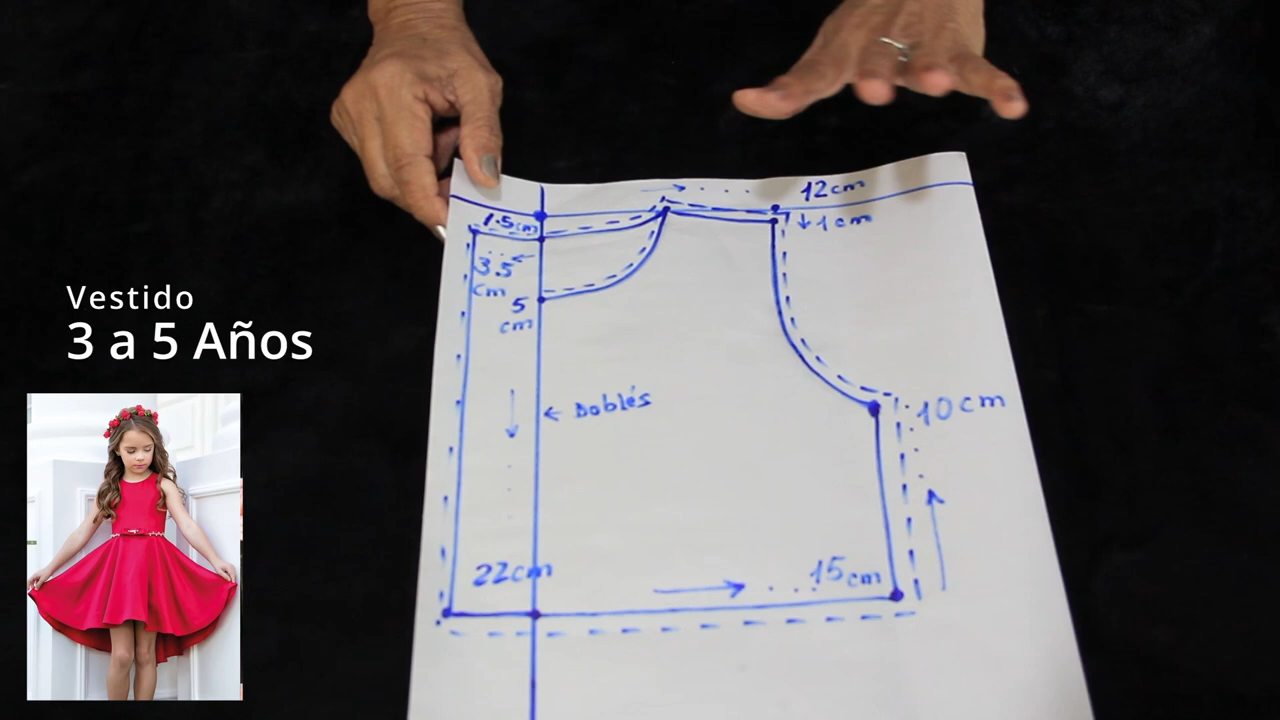 Vestido
3 a 5 Años
12cm
1.5cm
↓1cm
3.5
cm
5
cm
← Doblés
10cm
22cm
15cm